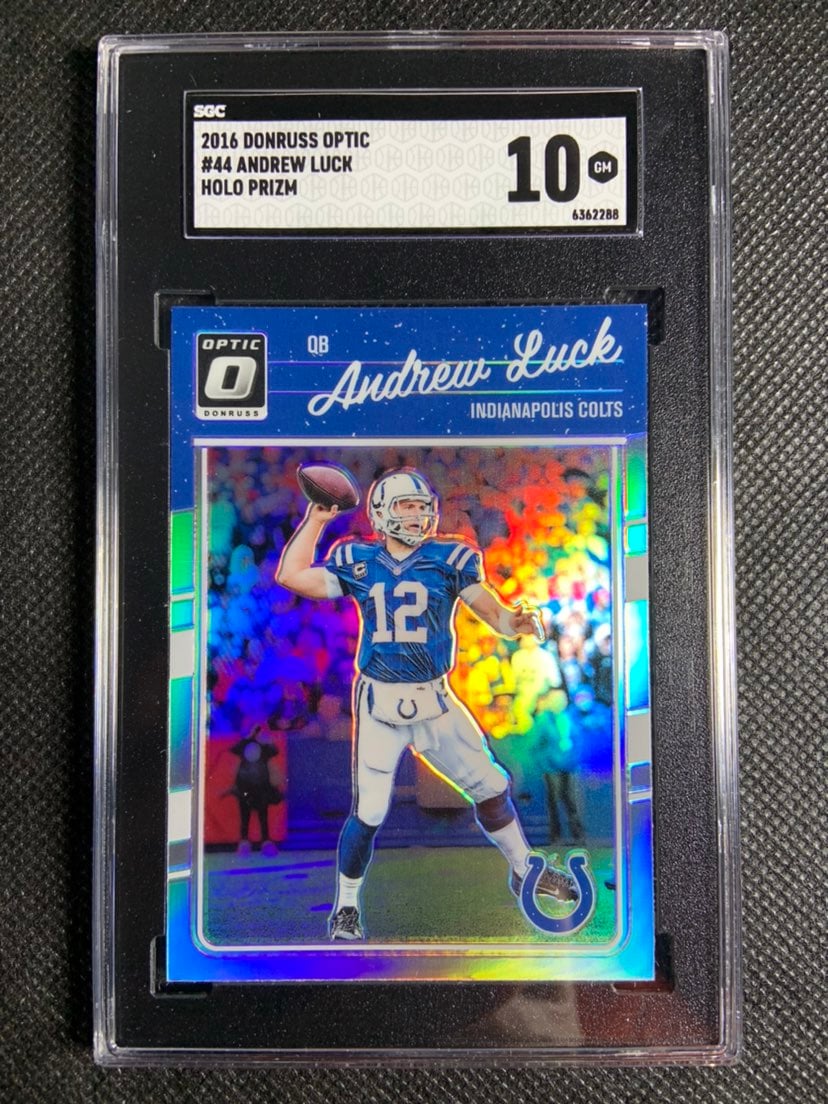 SGC
2016 DONRUSS OPTIC
#44 ANDREW LUCK
HOLO PRIZM
10
GM
6362288
OPTIC
O
DONRUSS
QB
Andrew Luck
INDIANAPOLIS COLTS
12